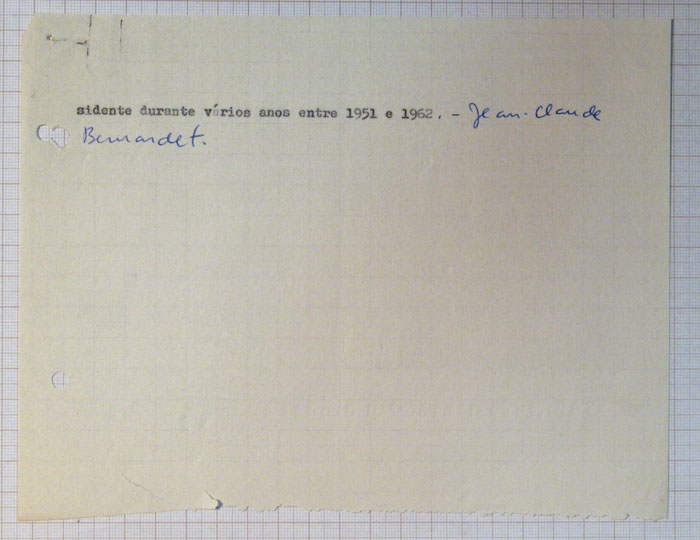 sidente durante vários anos entre 1951 e 1962. - Jean-Claude
Bernardet.